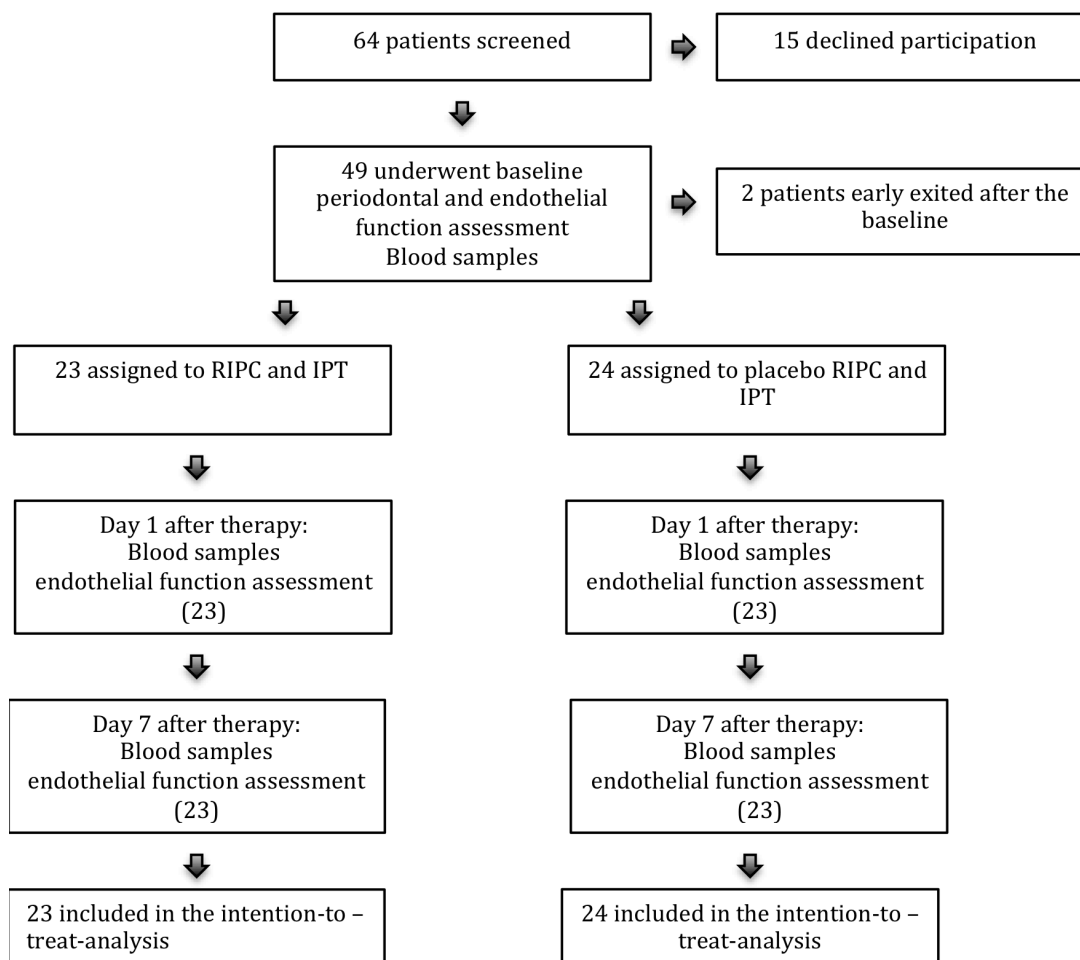 64 patients screened
15 declined participation
49 underwent baseline
periodontal and endothelial
function assessment
Blood samples
2 patients early exited after the
baseline
23 assigned to RIPC and IPT
24 assigned to placebo RIPC and
IPT
Day 1 after therapy:
Blood samples
endothelial function assessment
(23)
Day 1 after therapy:
Blood samples
endothelial function assessment
(23)
Day 7 after therapy:
Blood samples
endothelial function assessment
(23)
Day 7 after therapy:
Blood samples
endothelial function assessment
(23)
23 included in the intention-to –
treat-analysis
24 included in the intention-to –
treat-analysis